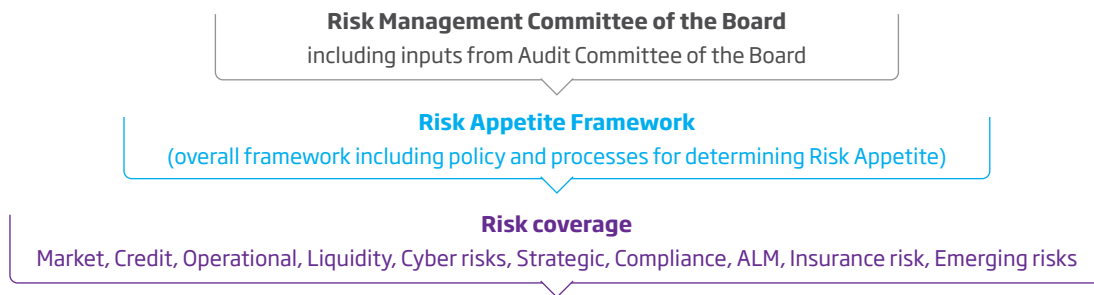 Risk Management Committee of the Board
including inputs from Audit Committee of the Board
Risk Appetite Framework
(overall framework including policy and processes for determining Risk Appetite)
Risk coverage
Market, Credit, Operational, Liquidity, Cyber risks, Strategic, Compliance, ALM, Insurance risk, Emerging risks